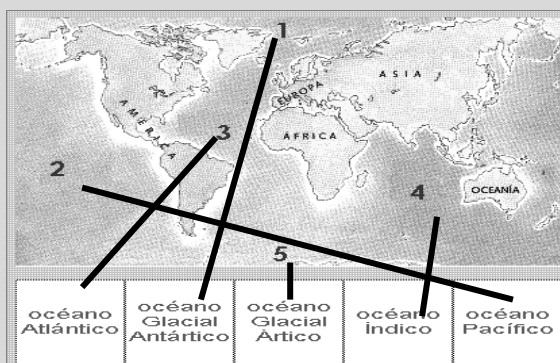 1
ASIA
EUROPA
AMÉRICA
3
ÁFRICA
2
4
OCEANÍA
5
océano
Atlántico
océano
Glacial
Antártico
océano
Glacial
Ártico
océano
Índico
océano
Pacífico